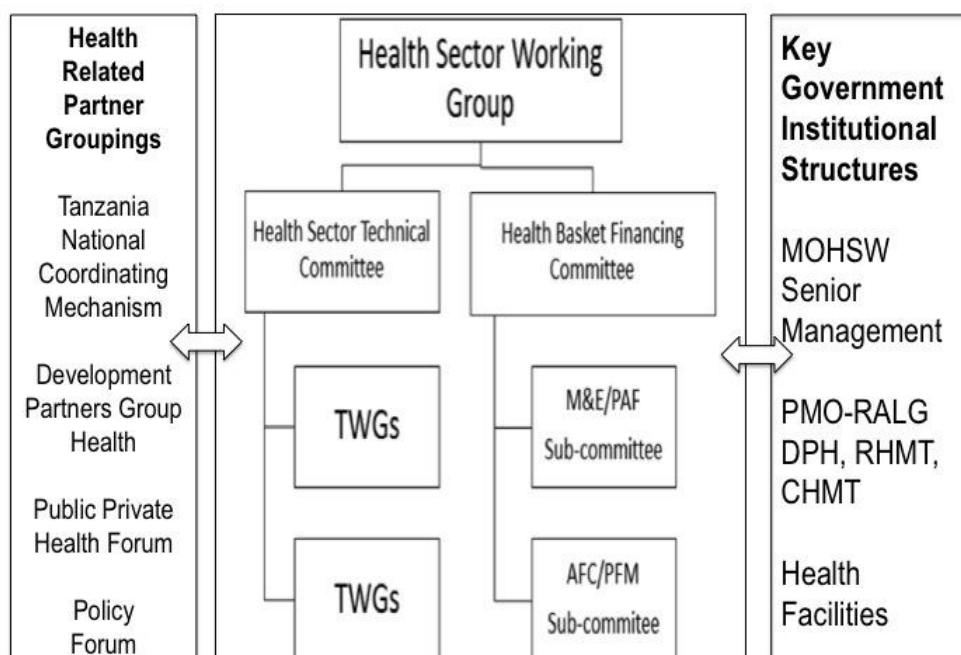 Health
Related
Partner
Groupings
Tanzania
National
Coordinating
Mechanism
Development
Partners Group
Health
Public Private
Health Forum
Policy
Forum
Health Sector Working
Group
Health Sector Technical
Committee
TWGs
TWGs
Health Basket Financing
Committee
M&E/PAF
Sub-committee
AFC/PFM
Sub-commitee
Key
Government
Institutional
Structures
MOHSW
Senior
Management
PMO-RALG
DPH, RHMT,
CHMT
Health
Facilities